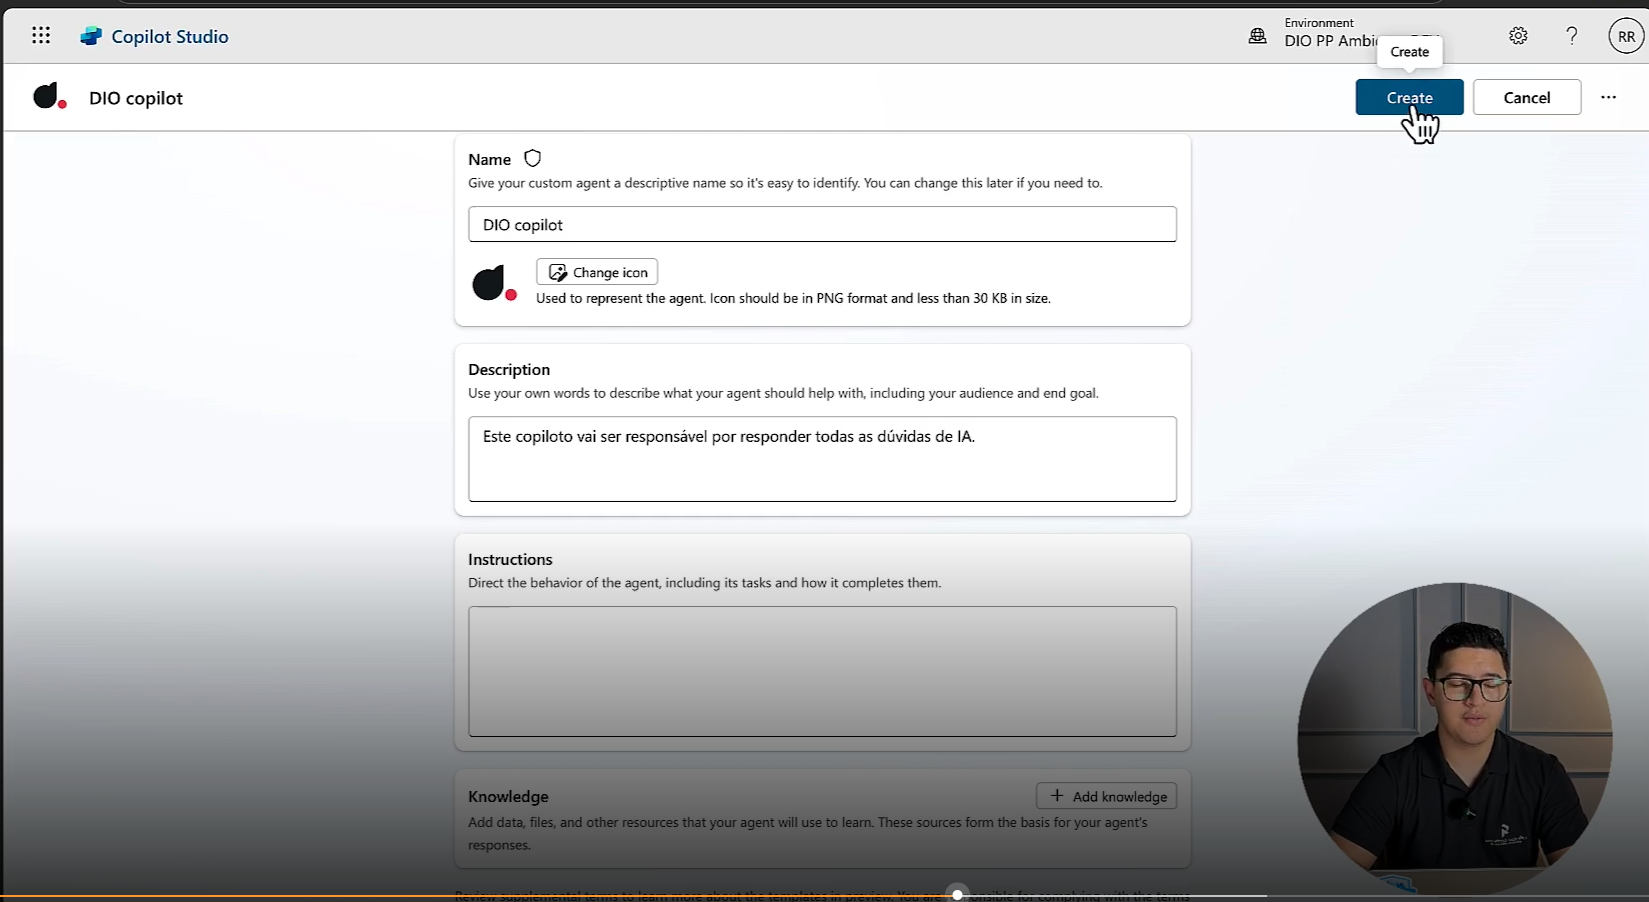 Copilot Studio
Environment
DIO PP Ambi
RR
Create
DIO copilot
Create
Cancel
Name
Give your custom agent a descriptive name so it's easy to identify. You can change this later if you need to.
DIO copilot
Change icon
Used to represent the agent. Icon should be in PNG format and less than 30 KB in size.
Description
Use your own words to describe what your agent should help with, including your audience and end goal.
Este copiloto vai ser responsável por responder todas as dúvidas de IA.
Instructions
Direct the behavior of the agent, including its tasks and how it completes them.
Knowledge
Add knowledge
Add data, files, and other resources that your agent will use to learn. These sources form the basis for your agent's
responses.
Review supplemental terms to learn more about the templates in preview. You are responsible for complying with the terms